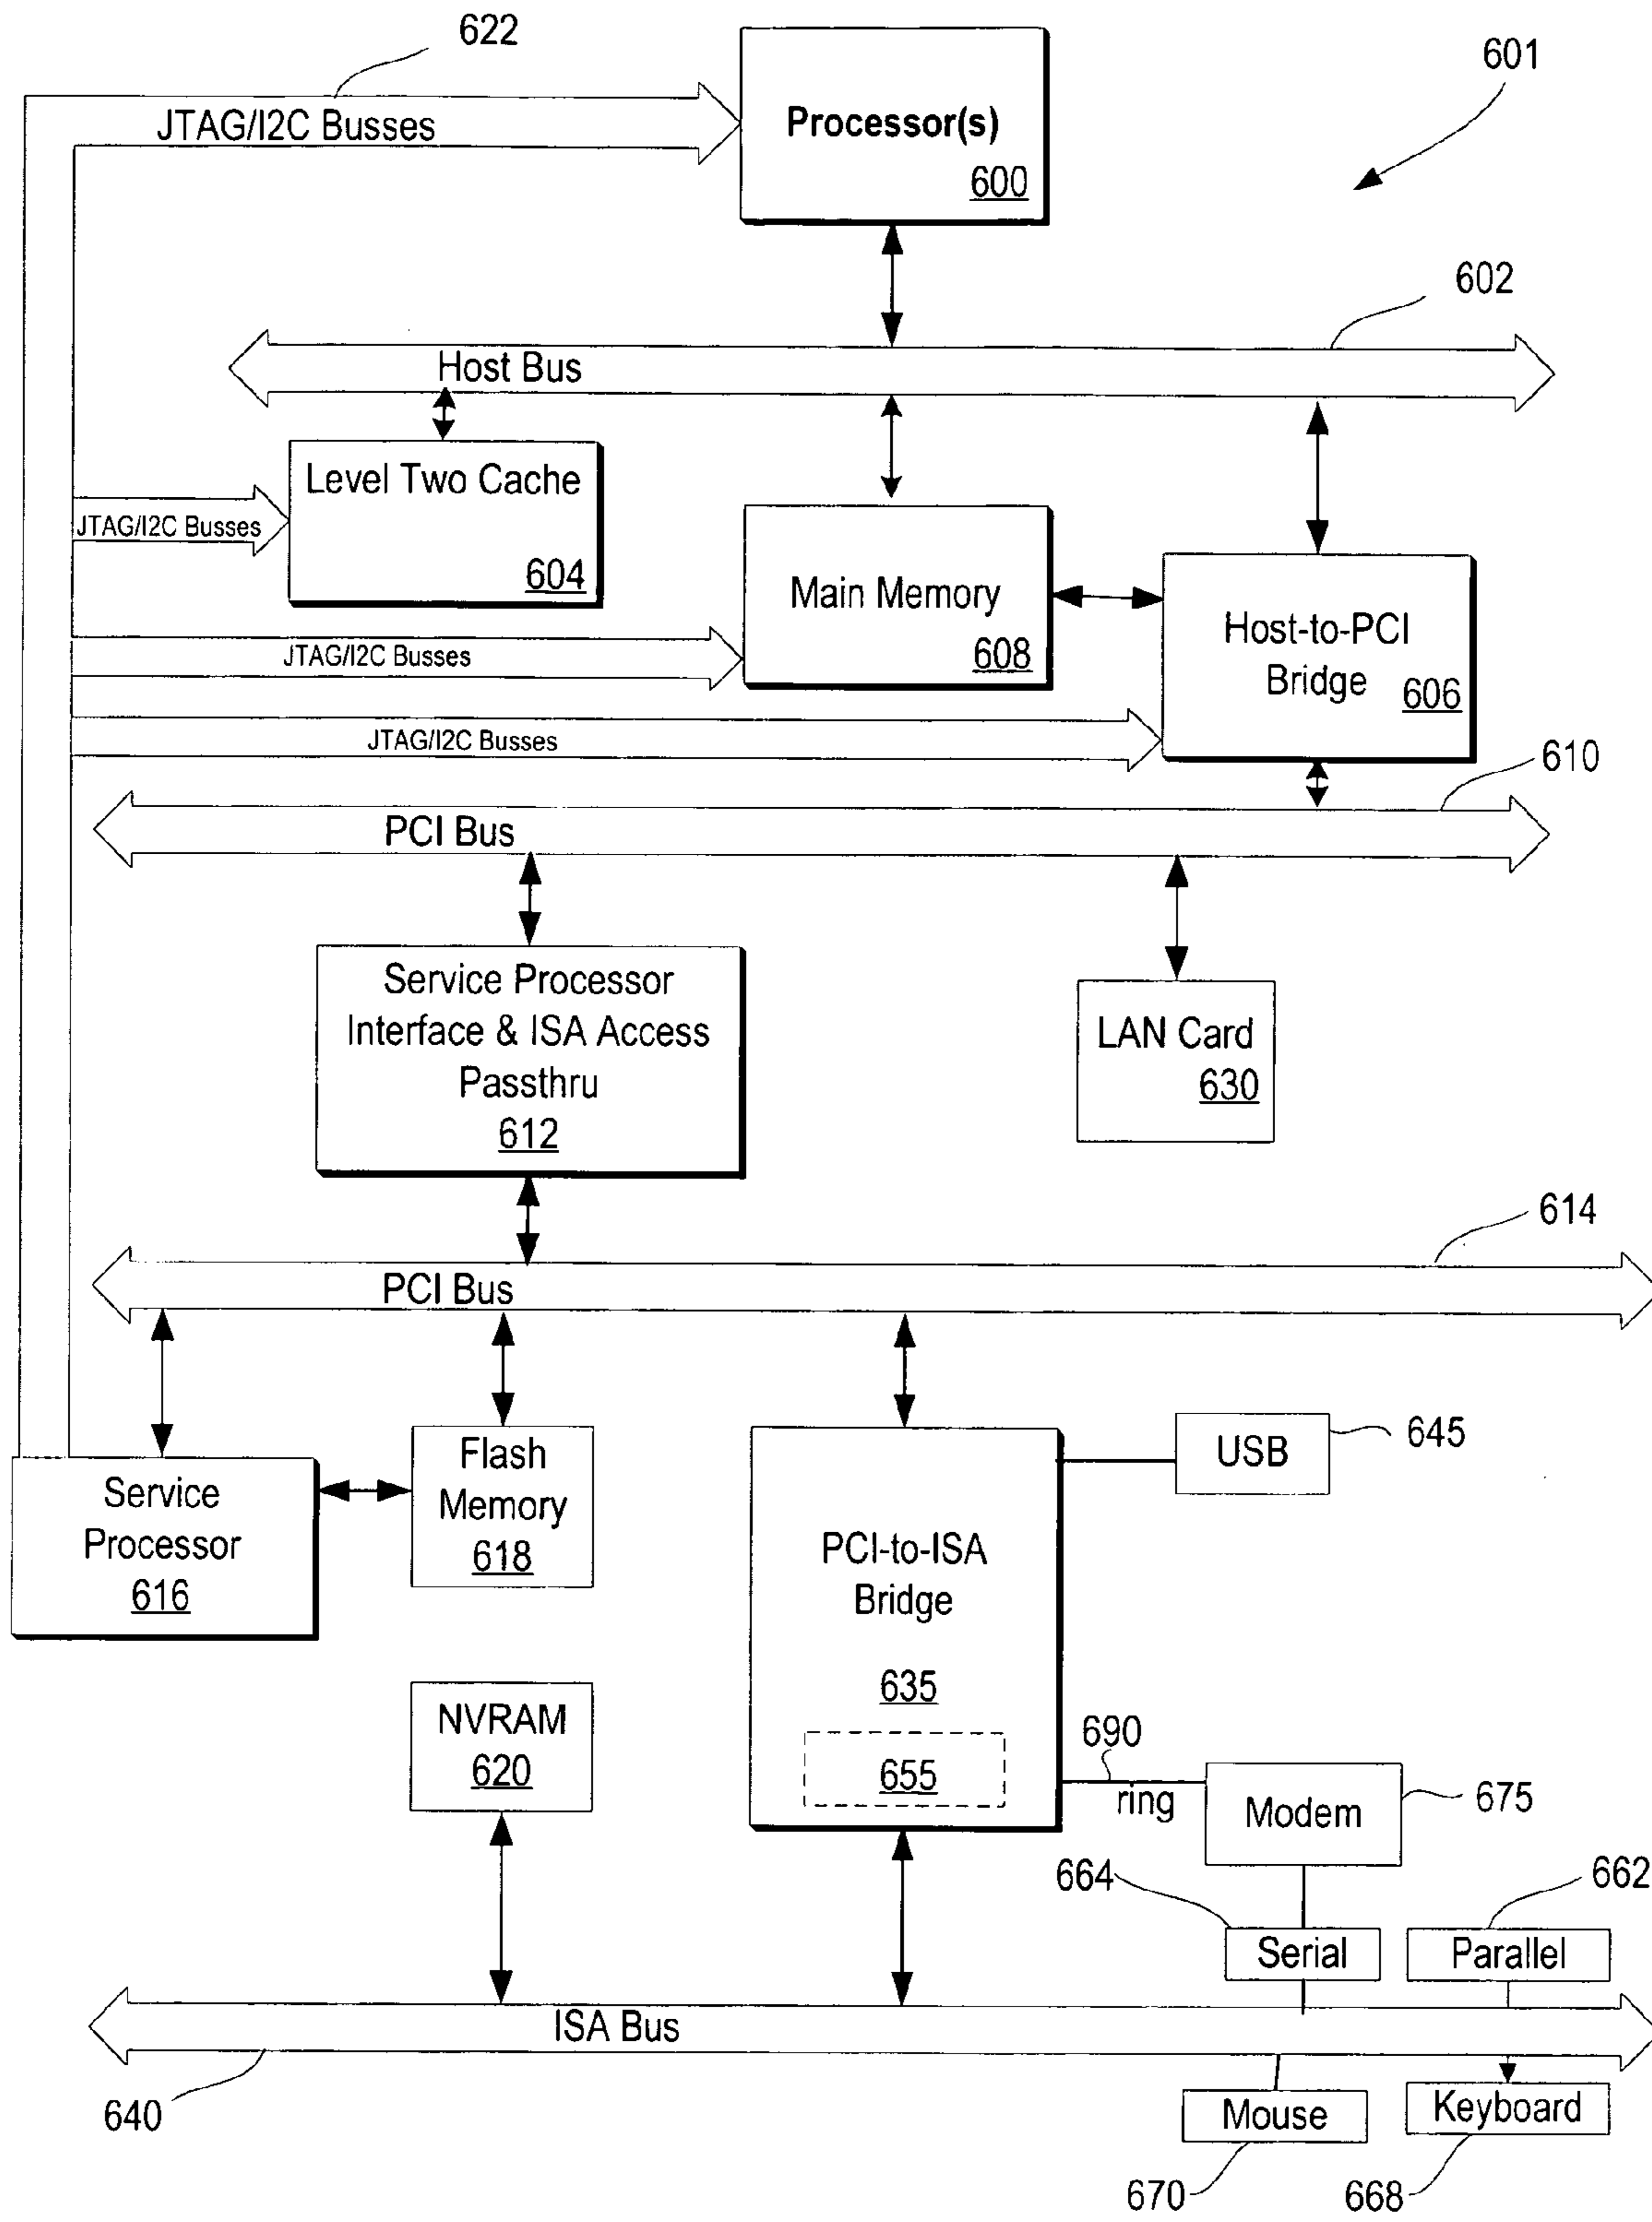 622
601
JTAG/I2C Busses
Processor(s)
600
602
Host Bus
Level Two Cache
604
JTAG/I2C Busses
Main Memory
608
Host-to-PCI
Bridge
606
JTAG/I2C Busses
JTAG/I2C Busses
610
PCI Bus
Service Processor
Interface & ISA Access
Passthru
612
LAN Card
630
614
PCI Bus
Service
Processor
616
Flash
Memory
618
PCI-to-ISA
Bridge
635
655
USB
645
NVRAM
620
690
ring
Modem
675
664
662
Serial
Parallel
ISA Bus
640
Mouse
Keyboard
670
668